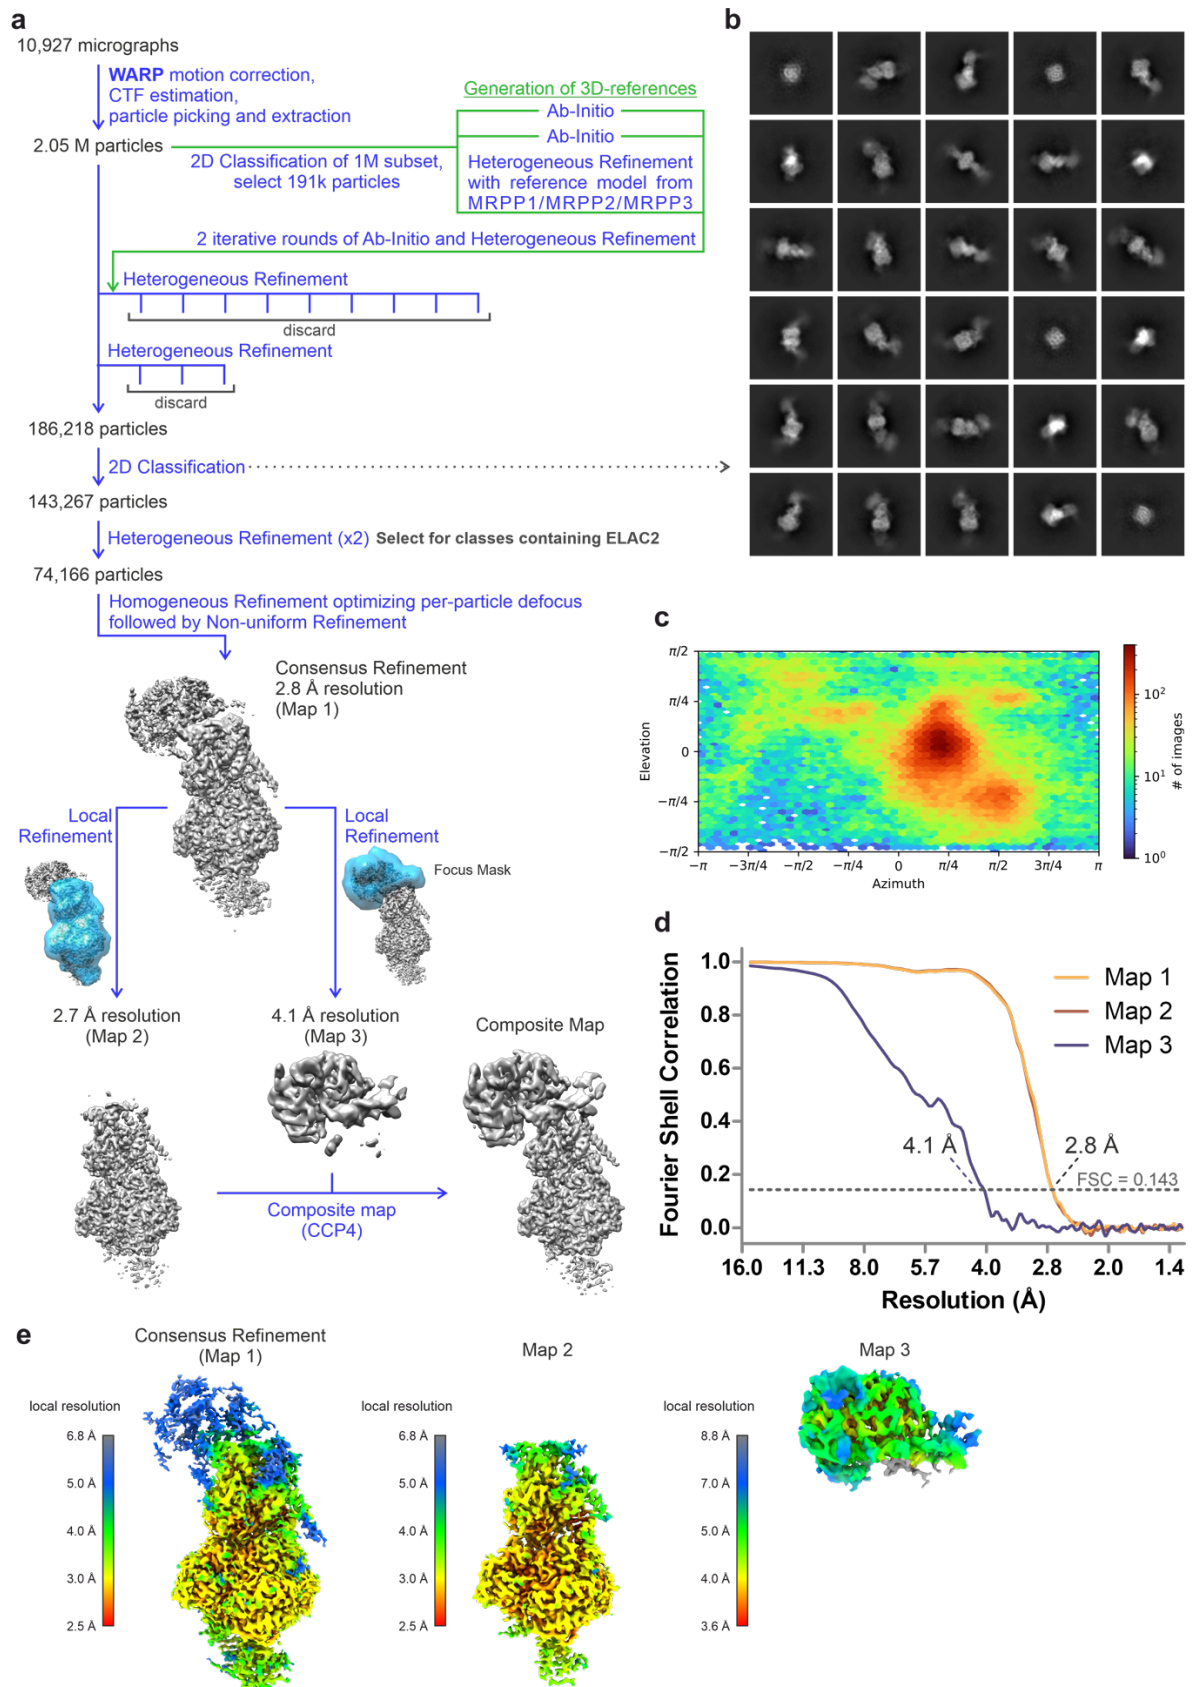 a
10,927 micrographs
WARP motion correction,
CTF estimation,
particle picking and extraction
Generation of 3D-references
Ab-Initio
Ab-Initio
2.05 M particles
2D Classification of 1M subset,
select 191k particles
Heterogeneous Refinement
with reference model from
MRPP1/MRPP2/MRPP3
2 iterative rounds of Ab-Initio and Heterogeneous Refinement
Heterogeneous Refinement
discard
Heterogeneous Refinement
discard
186,218 particles
2D Classification
143,267 particles
Heterogeneous Refinement (x2) Select for classes containing ELAC2
74,166 particles
Homogeneous Refinement optimizing per-particle defocus
followed by Non-uniform Refinement
Consensus Refinement
2.8 Å resolution
(Map 1)
Local
Refinement
Local
Refinement
Focus Mask
2.7 Å resolution
(Map 2)
4.1 Å resolution
(Map 3)
Composite Map
Composite map
(CCP4)
b
c
π/2
π/4
0
−π/4
−π/2
Elevation
−π
−3π/4
−π/2
−π/4
0
π/4
π/2
3π/4
π
Azimuth
10²
10¹
10⁰
# of images
d
Fourier Shell Correlation
1.0
0.8
0.6
0.4
0.2
0.0
Map 1
Map 2
Map 3
4.1 Å
2.8 Å
FSC = 0.143
16.0
11.3
8.0
5.7
4.0
2.8
2.0
1.4
Resolution (Å)
e
Consensus Refinement
(Map 1)
local resolution
6.8 Å
5.0 Å
4.0 Å
3.0 Å
2.5 Å
Map 2
local resolution
6.8 Å
5.0 Å
4.0 Å
3.0 Å
2.5 Å
Map 3
local resolution
8.8 Å
7.0 Å
5.0 Å
4.0 Å
3.6 Å